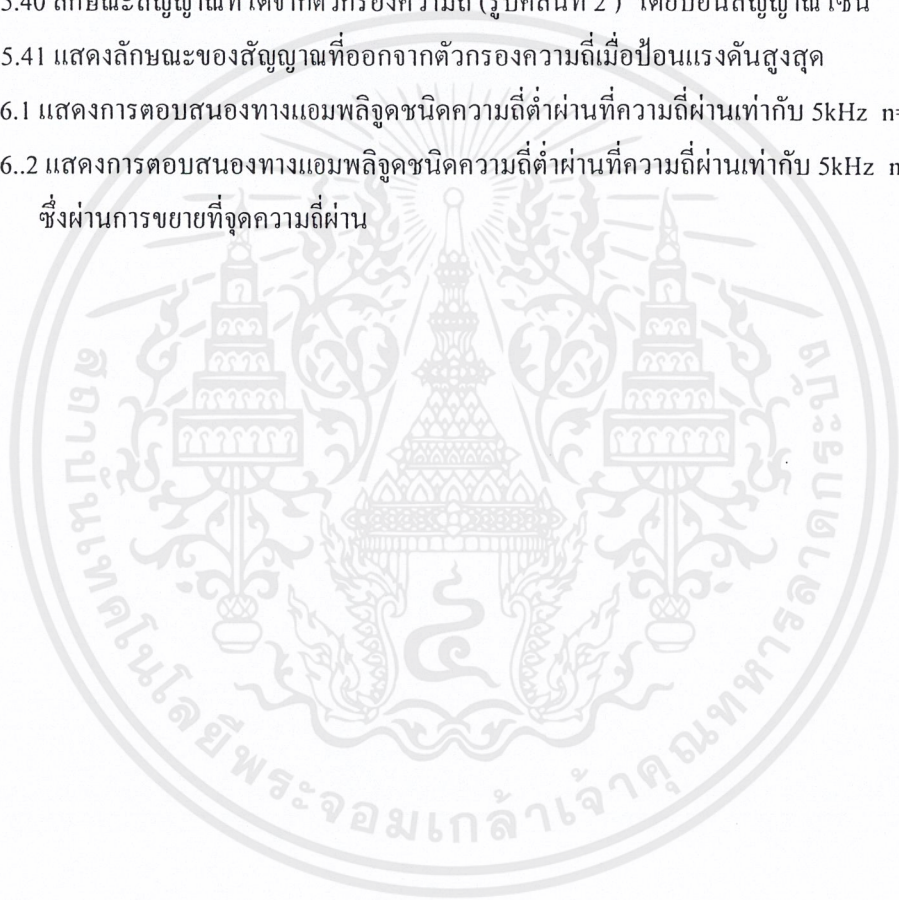 5.40 ลักษณะสัญญาณที่ได้จากตัวกรองความถี่ (รูปคลื่นที่ 2 ) โดยป้อนสัญญาณไซน์
5.41 แสดงลักษณะของสัญญาณที่ออกจากตัวกรองความถี่เมื่อป้อนแรงดันสูงสุด
6.1 แสดงการตอบสนองทางแอมพลิจูดชนิดความถี่ต่ำผ่านที่ความถี่ผ่านเท่ากับ 5kHz n=
6..2 แสดงการตอบสนองทางแอมพลิจูดชนิดความถี่ต่ำผ่านที่ความถี่ผ่านเท่ากับ 5kHz n
ซึ่งผ่านการขยายที่จุดความถี่ผ่าน
สถาบันเทคโนโลยีพระจอมเกล้าเจ้าคุณทหารลาดกระบัง